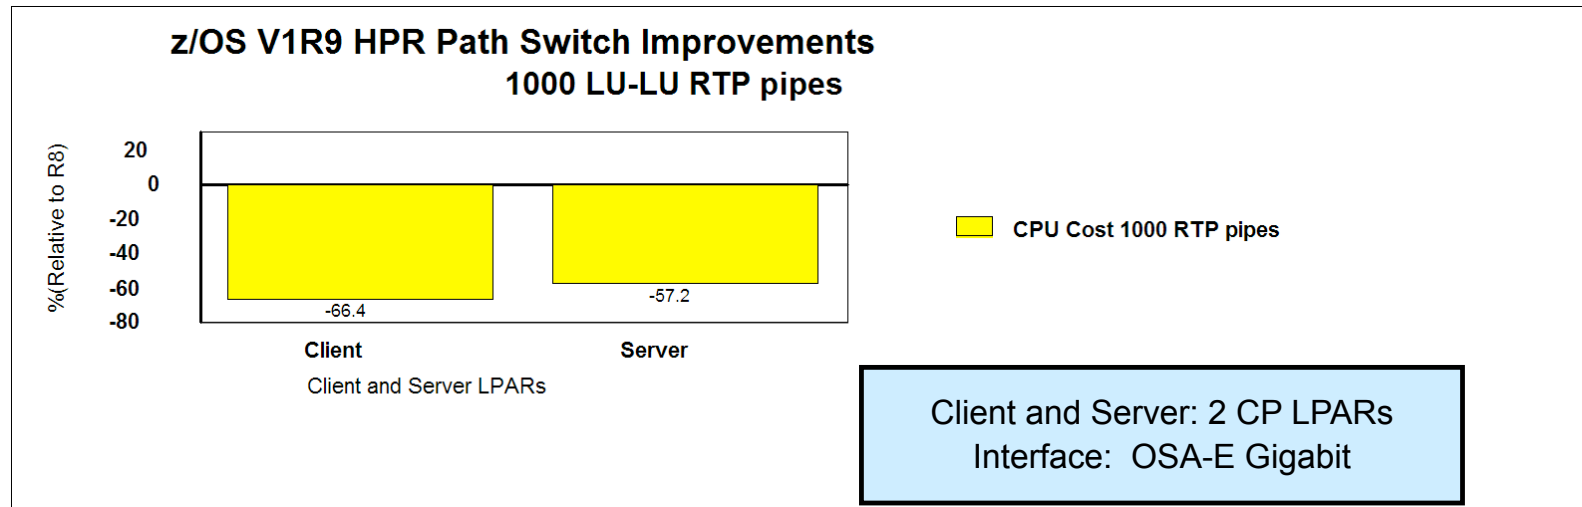 z/OS V1R9 HPR Path Switch Improvements
1000 LU-LU RTP pipes
%(Relative to R8)
20
0
-20
-40
-60
-80
-66.4
-57.2
Client
Server
Client and Server LPARs
CPU Cost 1000 RTP pipes
Client and Server: 2 CP LPARs
Interface: OSA-E Gigabit